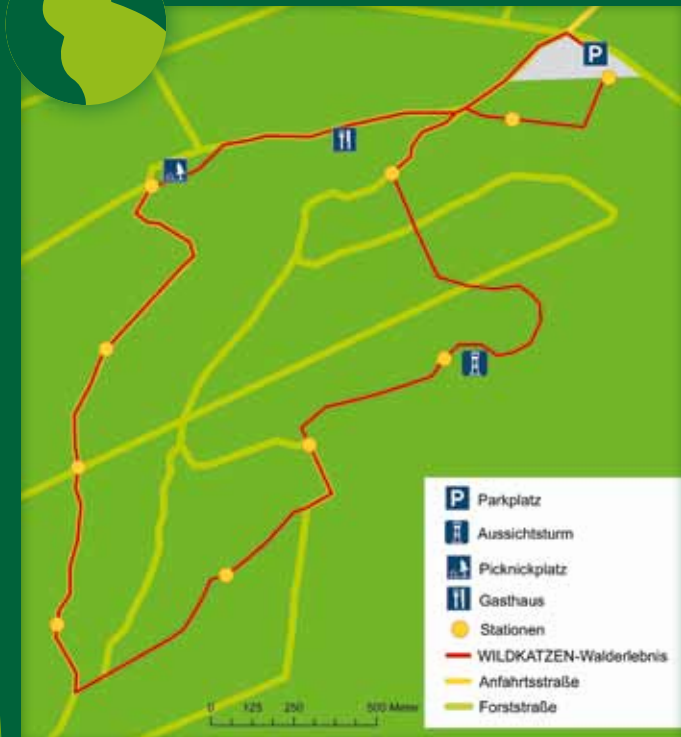 P
P Parkplatz
Aussichtsturm
Picknickplatz
Gasthaus
Stationen
WILDKATZEN-Walderlebnis
Anfahrtsstraße
Forststraße
0 125 250 500 Meter